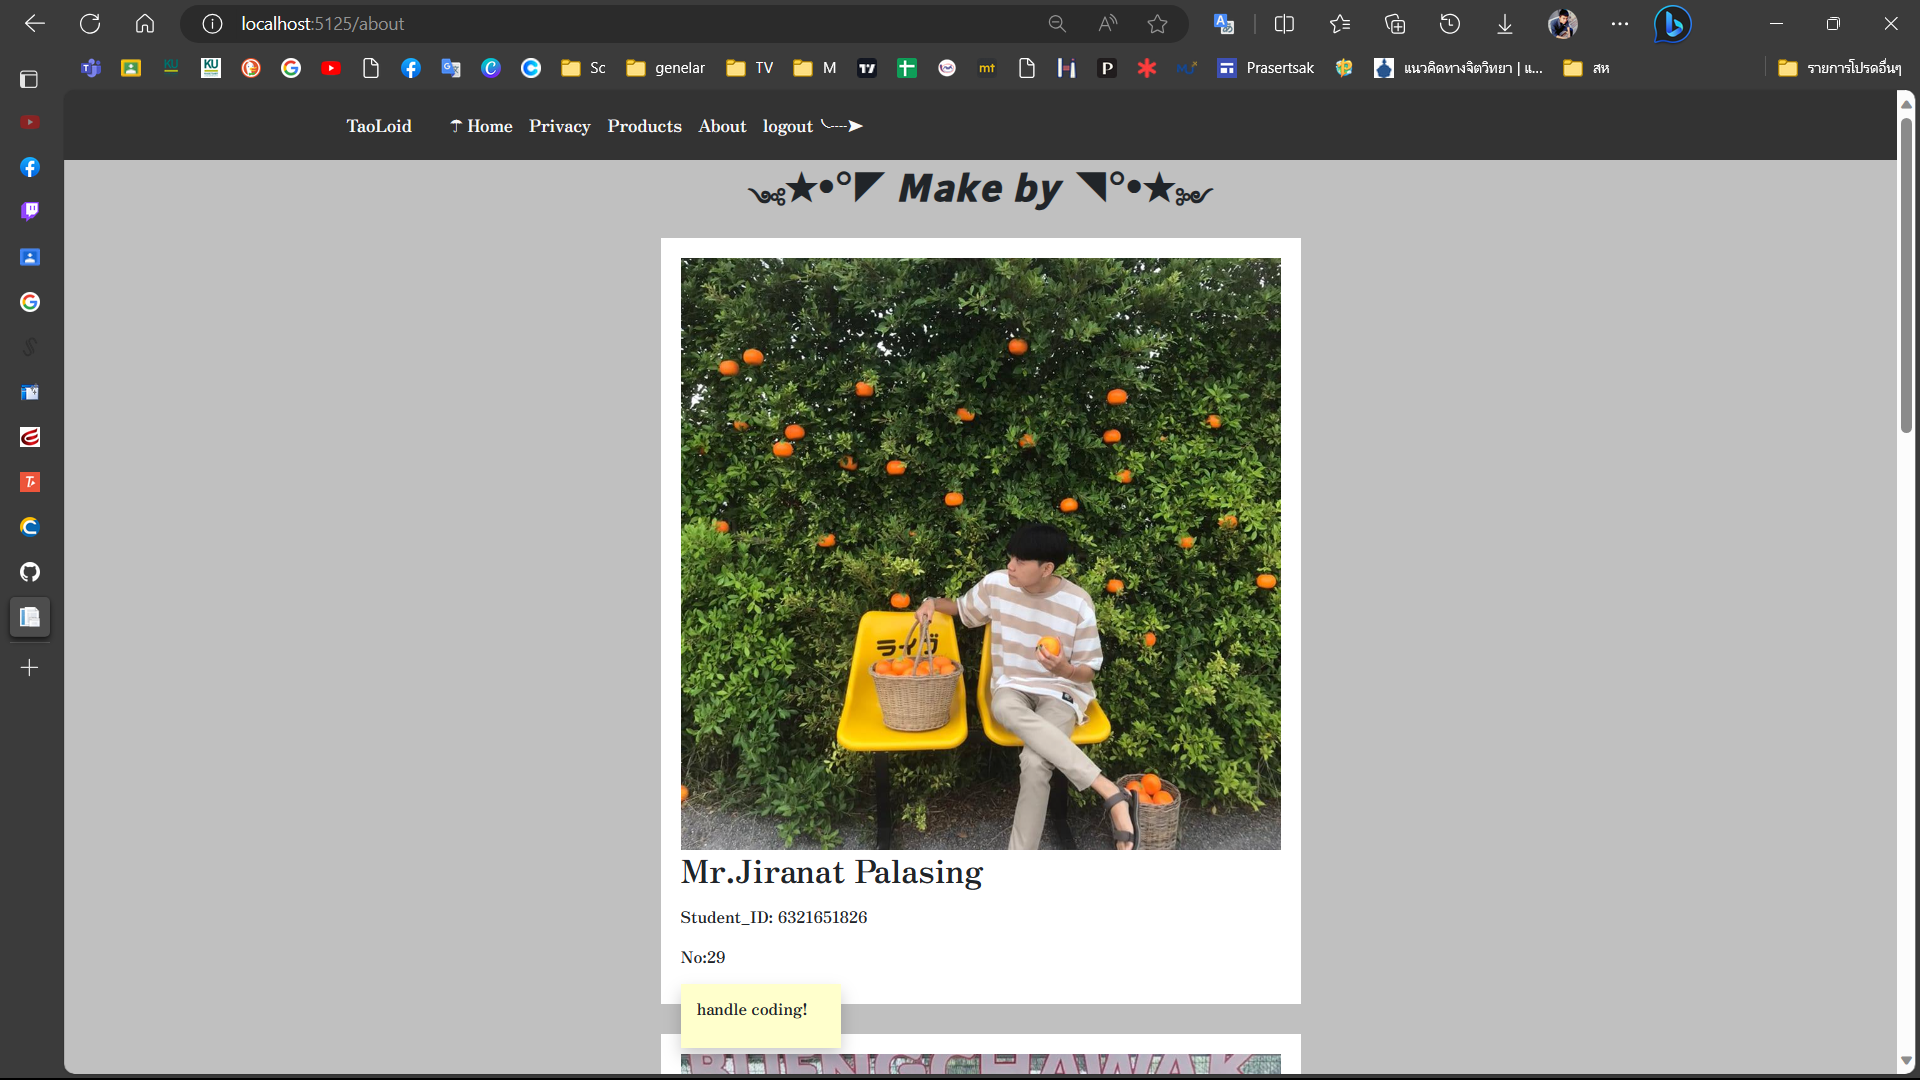 localhost:5125/about
Sc
genelar
TV
M
Prasertsak
แนวคิดทางจิตวิทยา | แ...
สห
รายการโปรดอื่นๆ
TaoLoid
☂ Home
Privacy
Products
About
logout ╰┈➤
༺★•°◤ Make by ◥°•★༻
ライブ
Mr.Jiranat Palasing
Student_ID: 6321651826
No:29
handle coding!